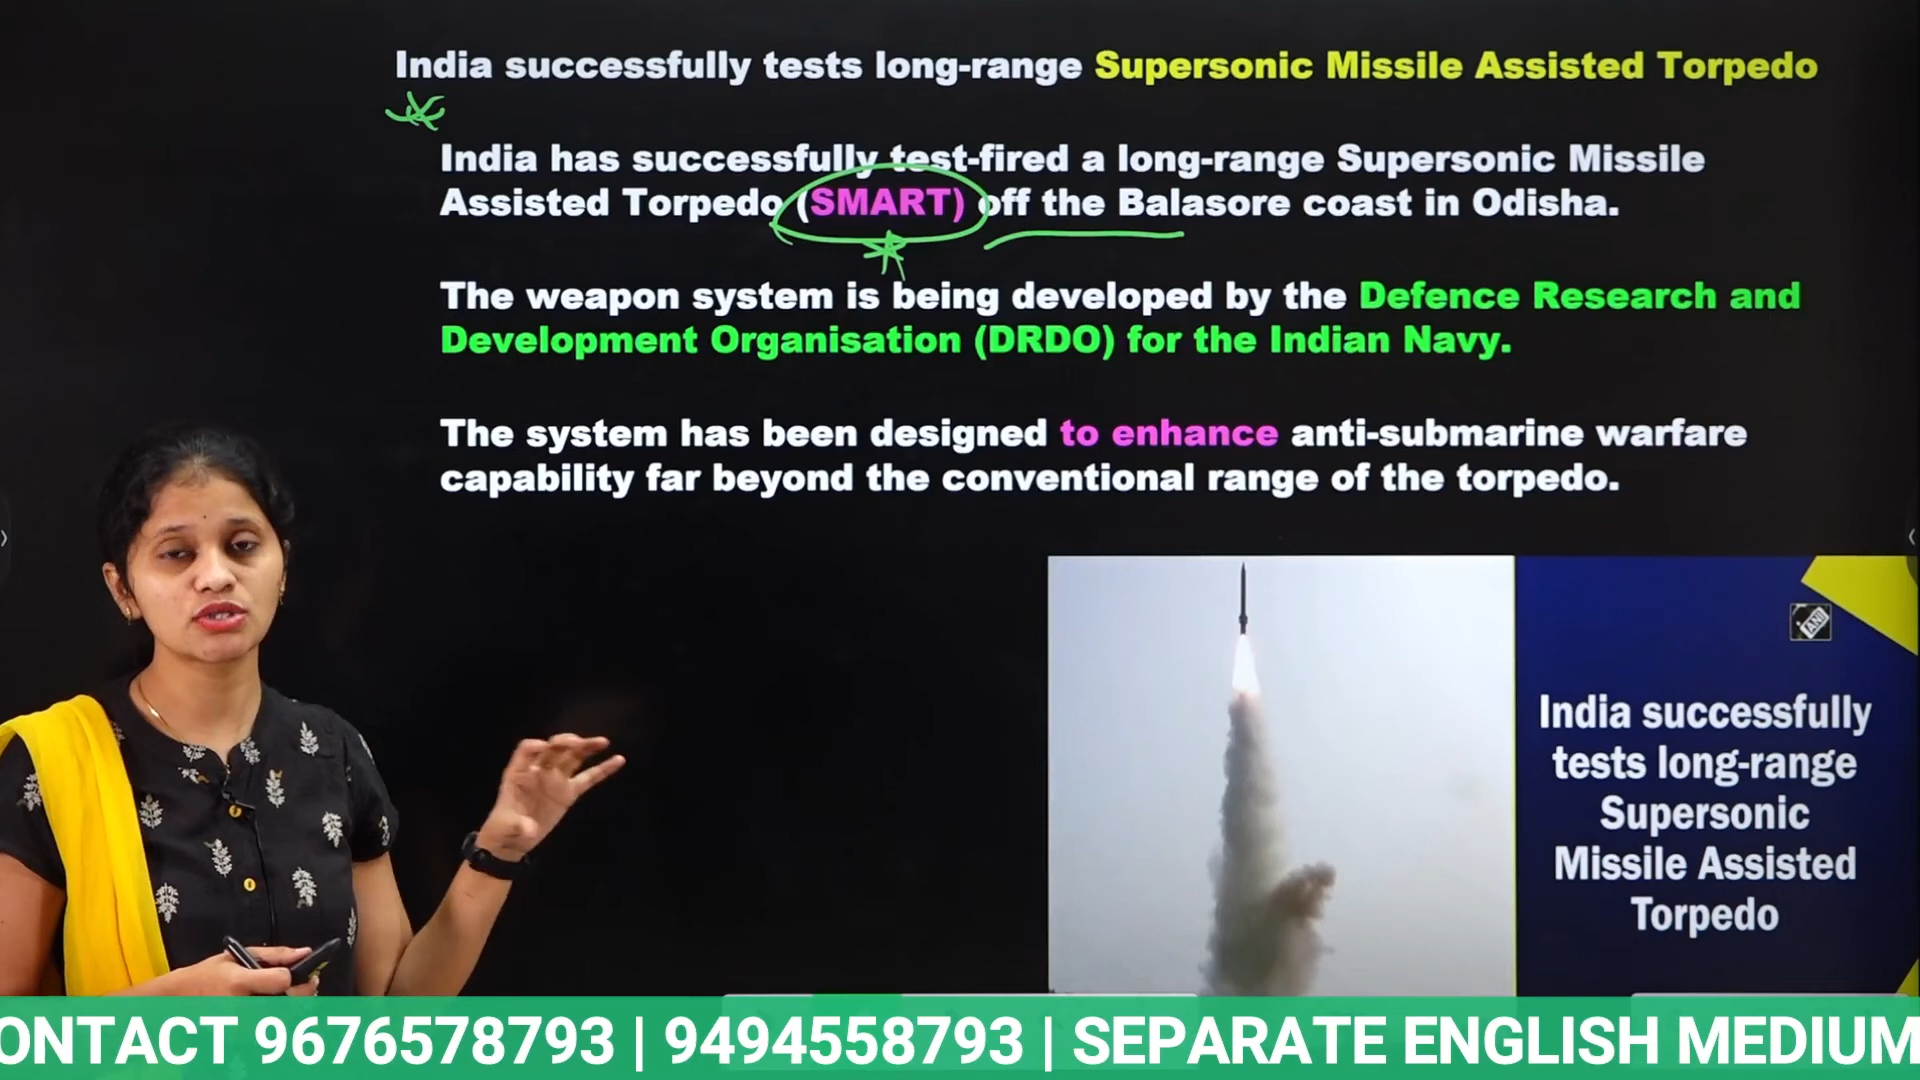 India successfully tests long-range Supersonic Missile Assisted Torpedo
India has successfully test-fired a long-range Supersonic Missile
Assisted Torpedo (SMART) off the Balasore coast in Odisha.
The weapon system is being developed by the Defence Research and
Development Organisation (DRDO) for the Indian Navy.
The system has been designed to enhance anti-submarine warfare
capability far beyond the conventional range of the torpedo.
ANI
India successfully
tests long-range
Supersonic
Missile Assisted
Torpedo
ONTACT 9676578793 | 9494558793 | SEPARATE ENGLISH MEDIUM